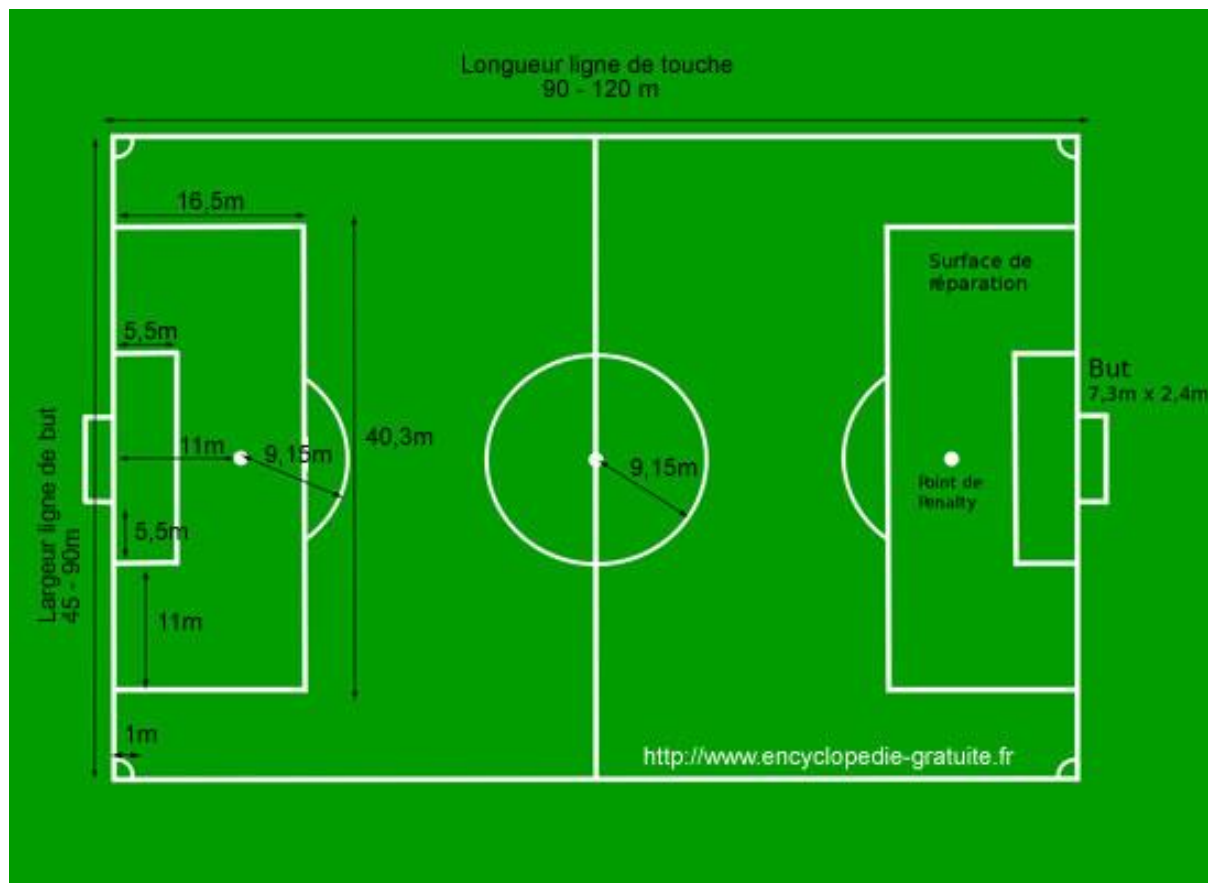 Longueur ligne de touche
90 - 120 m
16,5m
Surface de
réparation
5,5m
But
7,3m x 2,4m
Largeur ligne de but
45 - 90m
40,3m
11m
9,15m
9,15m
Point de
Penalty
5,5m
11m
1m
http://www.encyclopedie-gratuite.fr